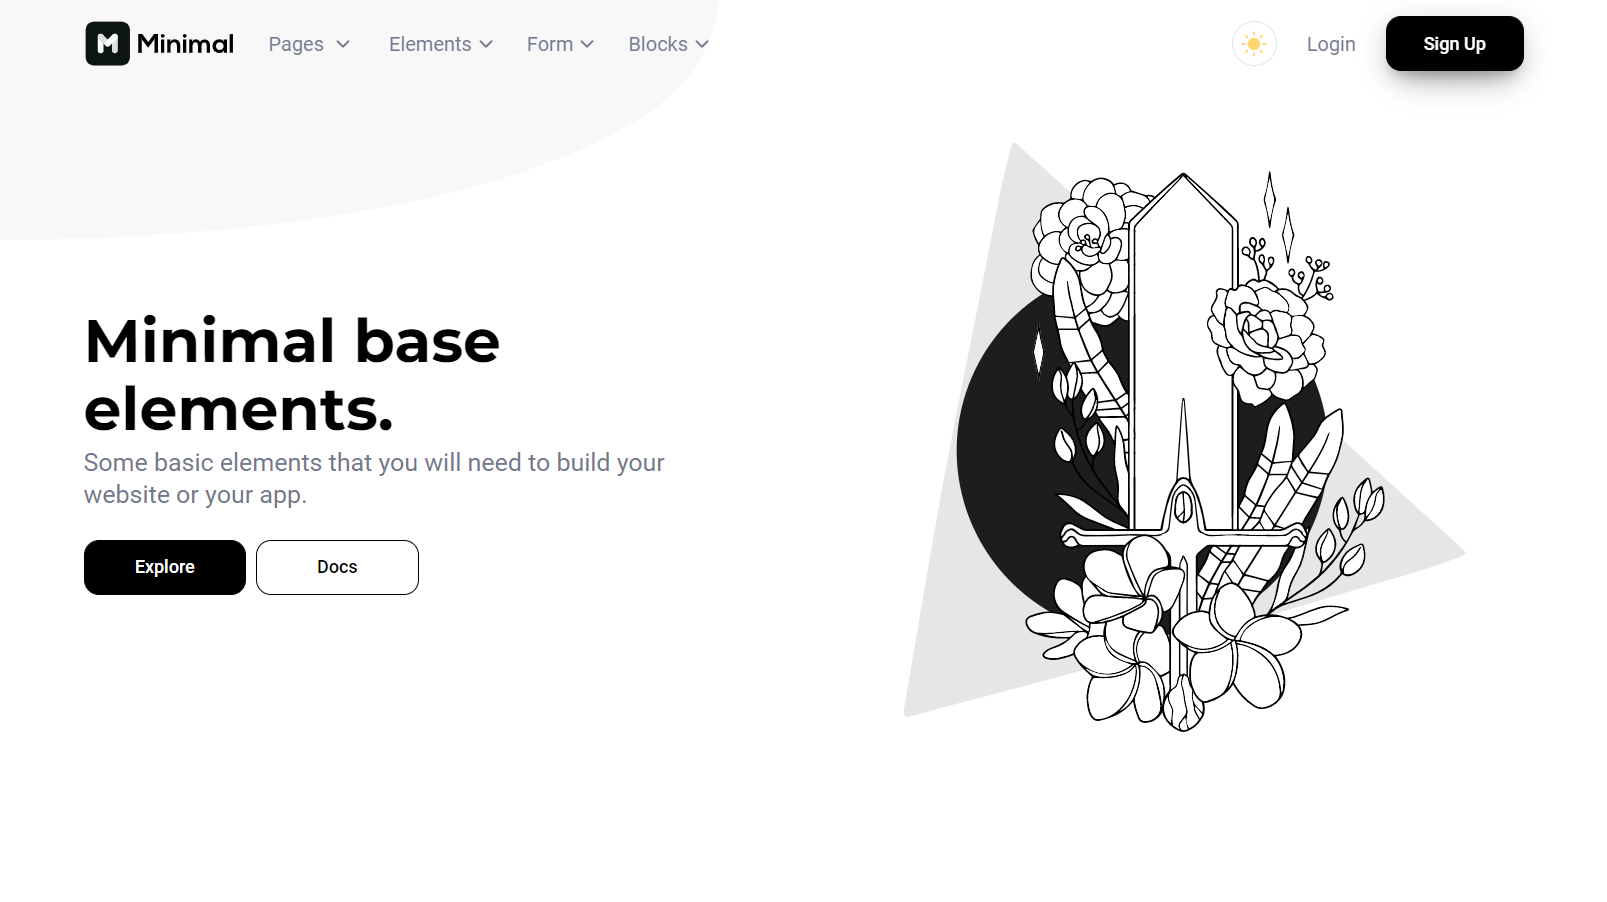 Minimal
Pages
Elements
Form
Blocks
Login
Sign Up
Minimal base
elements.
Some basic elements that you will need to build your
website or your app.
Explore
Docs